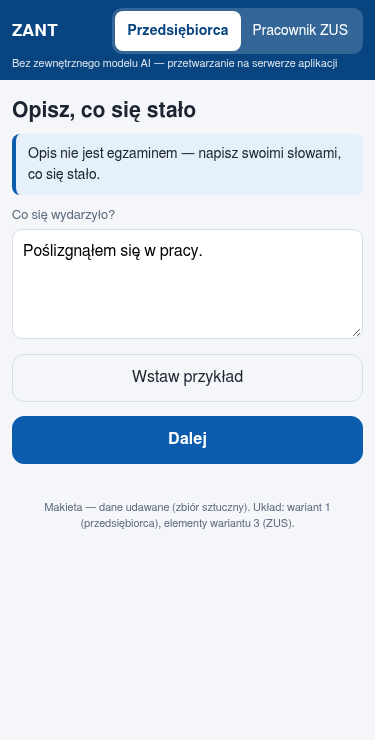 ZANT
Przedsiębiorca
Pracownik ZUS
Bez zewnętrznego modelu AI — przetwarzanie na serwerze aplikacji
Opisz, co się stało
Opis nie jest egzaminem — napisz swoimi słowami,
co się stało.
Co się wydarzyło?
Poślizgnąłem się w pracy.
Wstaw przykład
Dalej
Makieta — dane udawane (zbiór sztuczny). Układ: wariant 1
(przedsiębiorca), elementy wariantu 3 (ZUS).